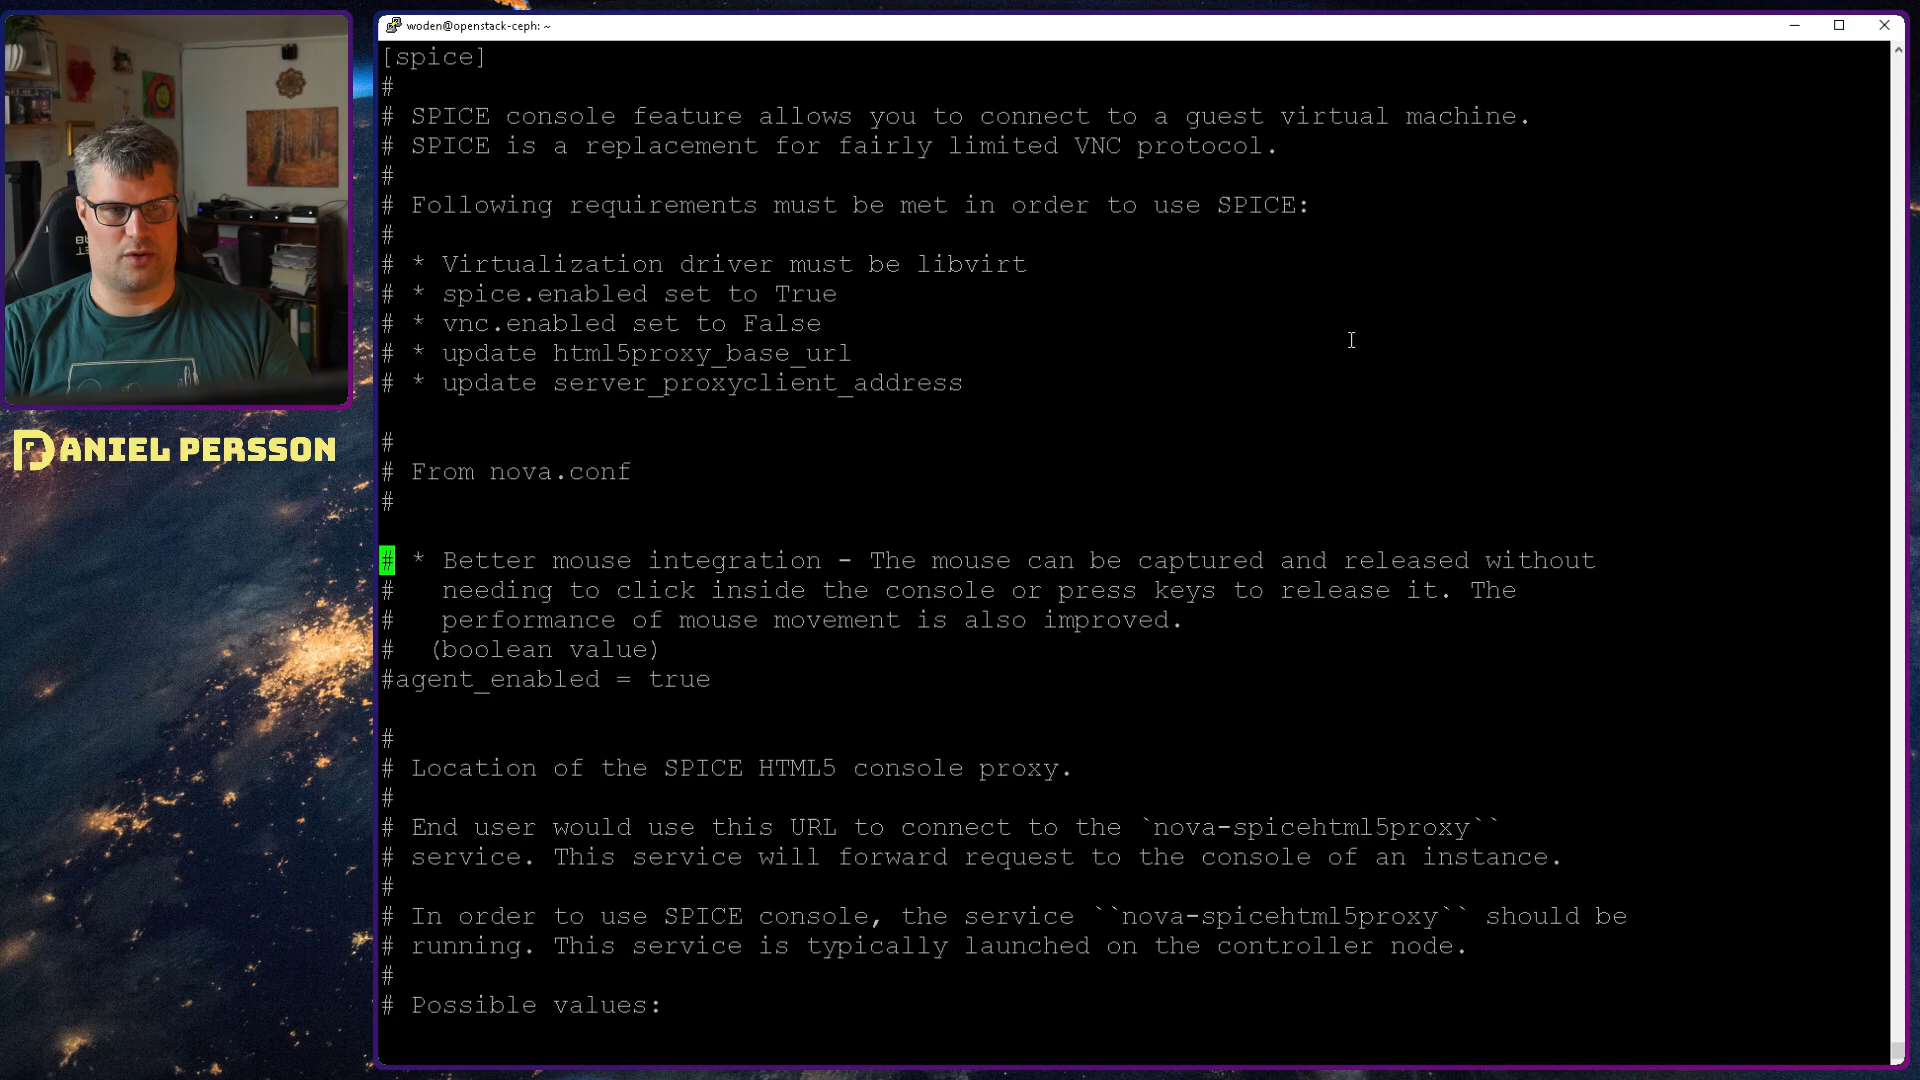 woden@openstack-ceph: ~
[spice]
#
# SPICE console feature allows you to connect to a guest virtual machine.
# SPICE is a replacement for fairly limited VNC protocol.
#
# Following requirements must be met in order to use SPICE:
#
# * Virtualization driver must be libvirt
# * spice.enabled set to True
# * vnc.enabled set to False
# * update html5proxy_base_url
# * update server_proxyclient_address
#
# From nova.conf
#
# * Better mouse integration - The mouse can be captured and released without
#   needing to click inside the console or press keys to release it. The
#   performance of mouse movement is also improved.
#  (boolean value)
#agent_enabled = true
#
# Location of the SPICE HTML5 console proxy.
#
# End user would use this URL to connect to the `nova-spicehtml5proxy``
# service. This service will forward request to the console of an instance.
#
# In order to use SPICE console, the service ``nova-spicehtml5proxy`` should be
# running. This service is typically launched on the controller node.
#
# Possible values:
DANIEL PERSSON